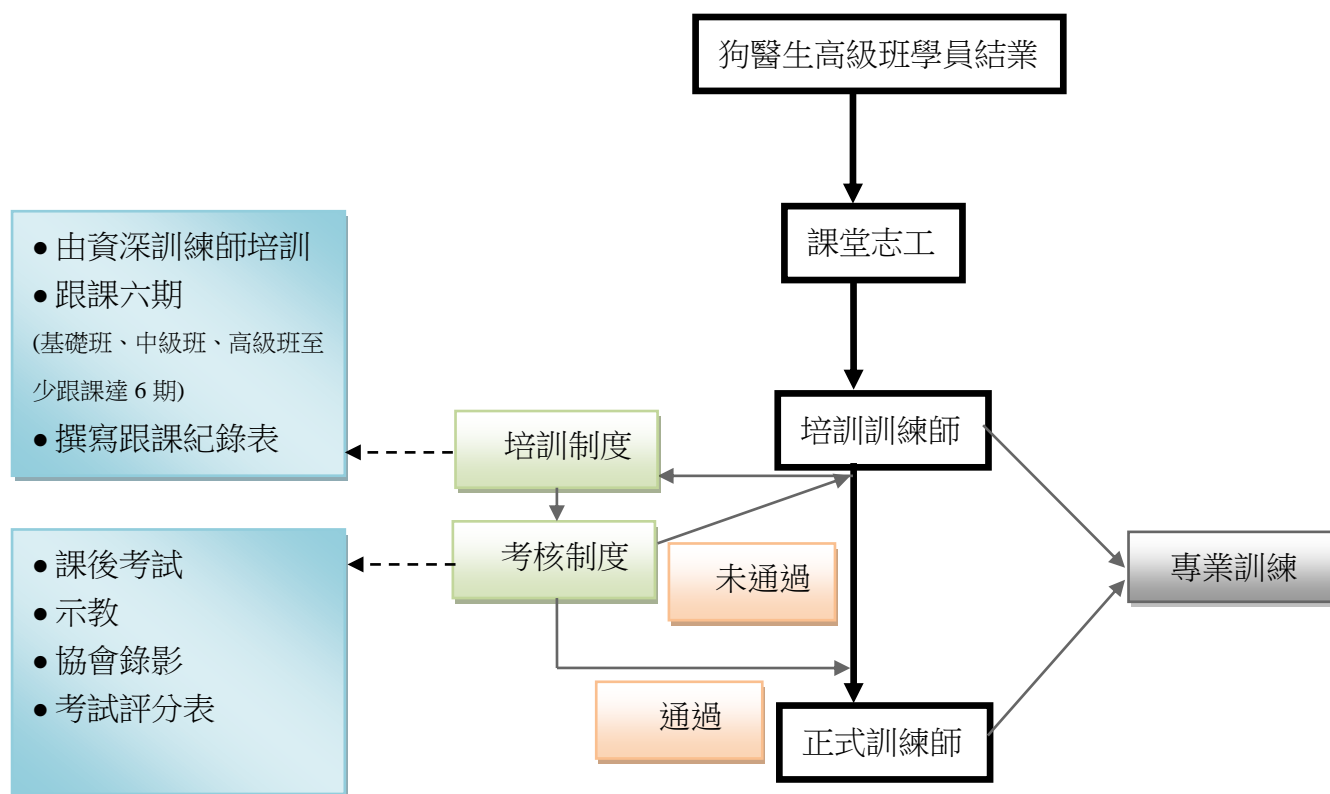 狗醫生高級班學員結業
課堂志工
● 由資深訓練師培訓
● 跟課六期
(基礎班、中級班、高級班至
少跟課達 6 期)
● 撰寫跟課紀錄表
培訓制度
培訓訓練師
● 課後考試
● 示教
● 協會錄影
● 考試評分表
考核制度
未通過
專業訓練
通過
正式訓練師